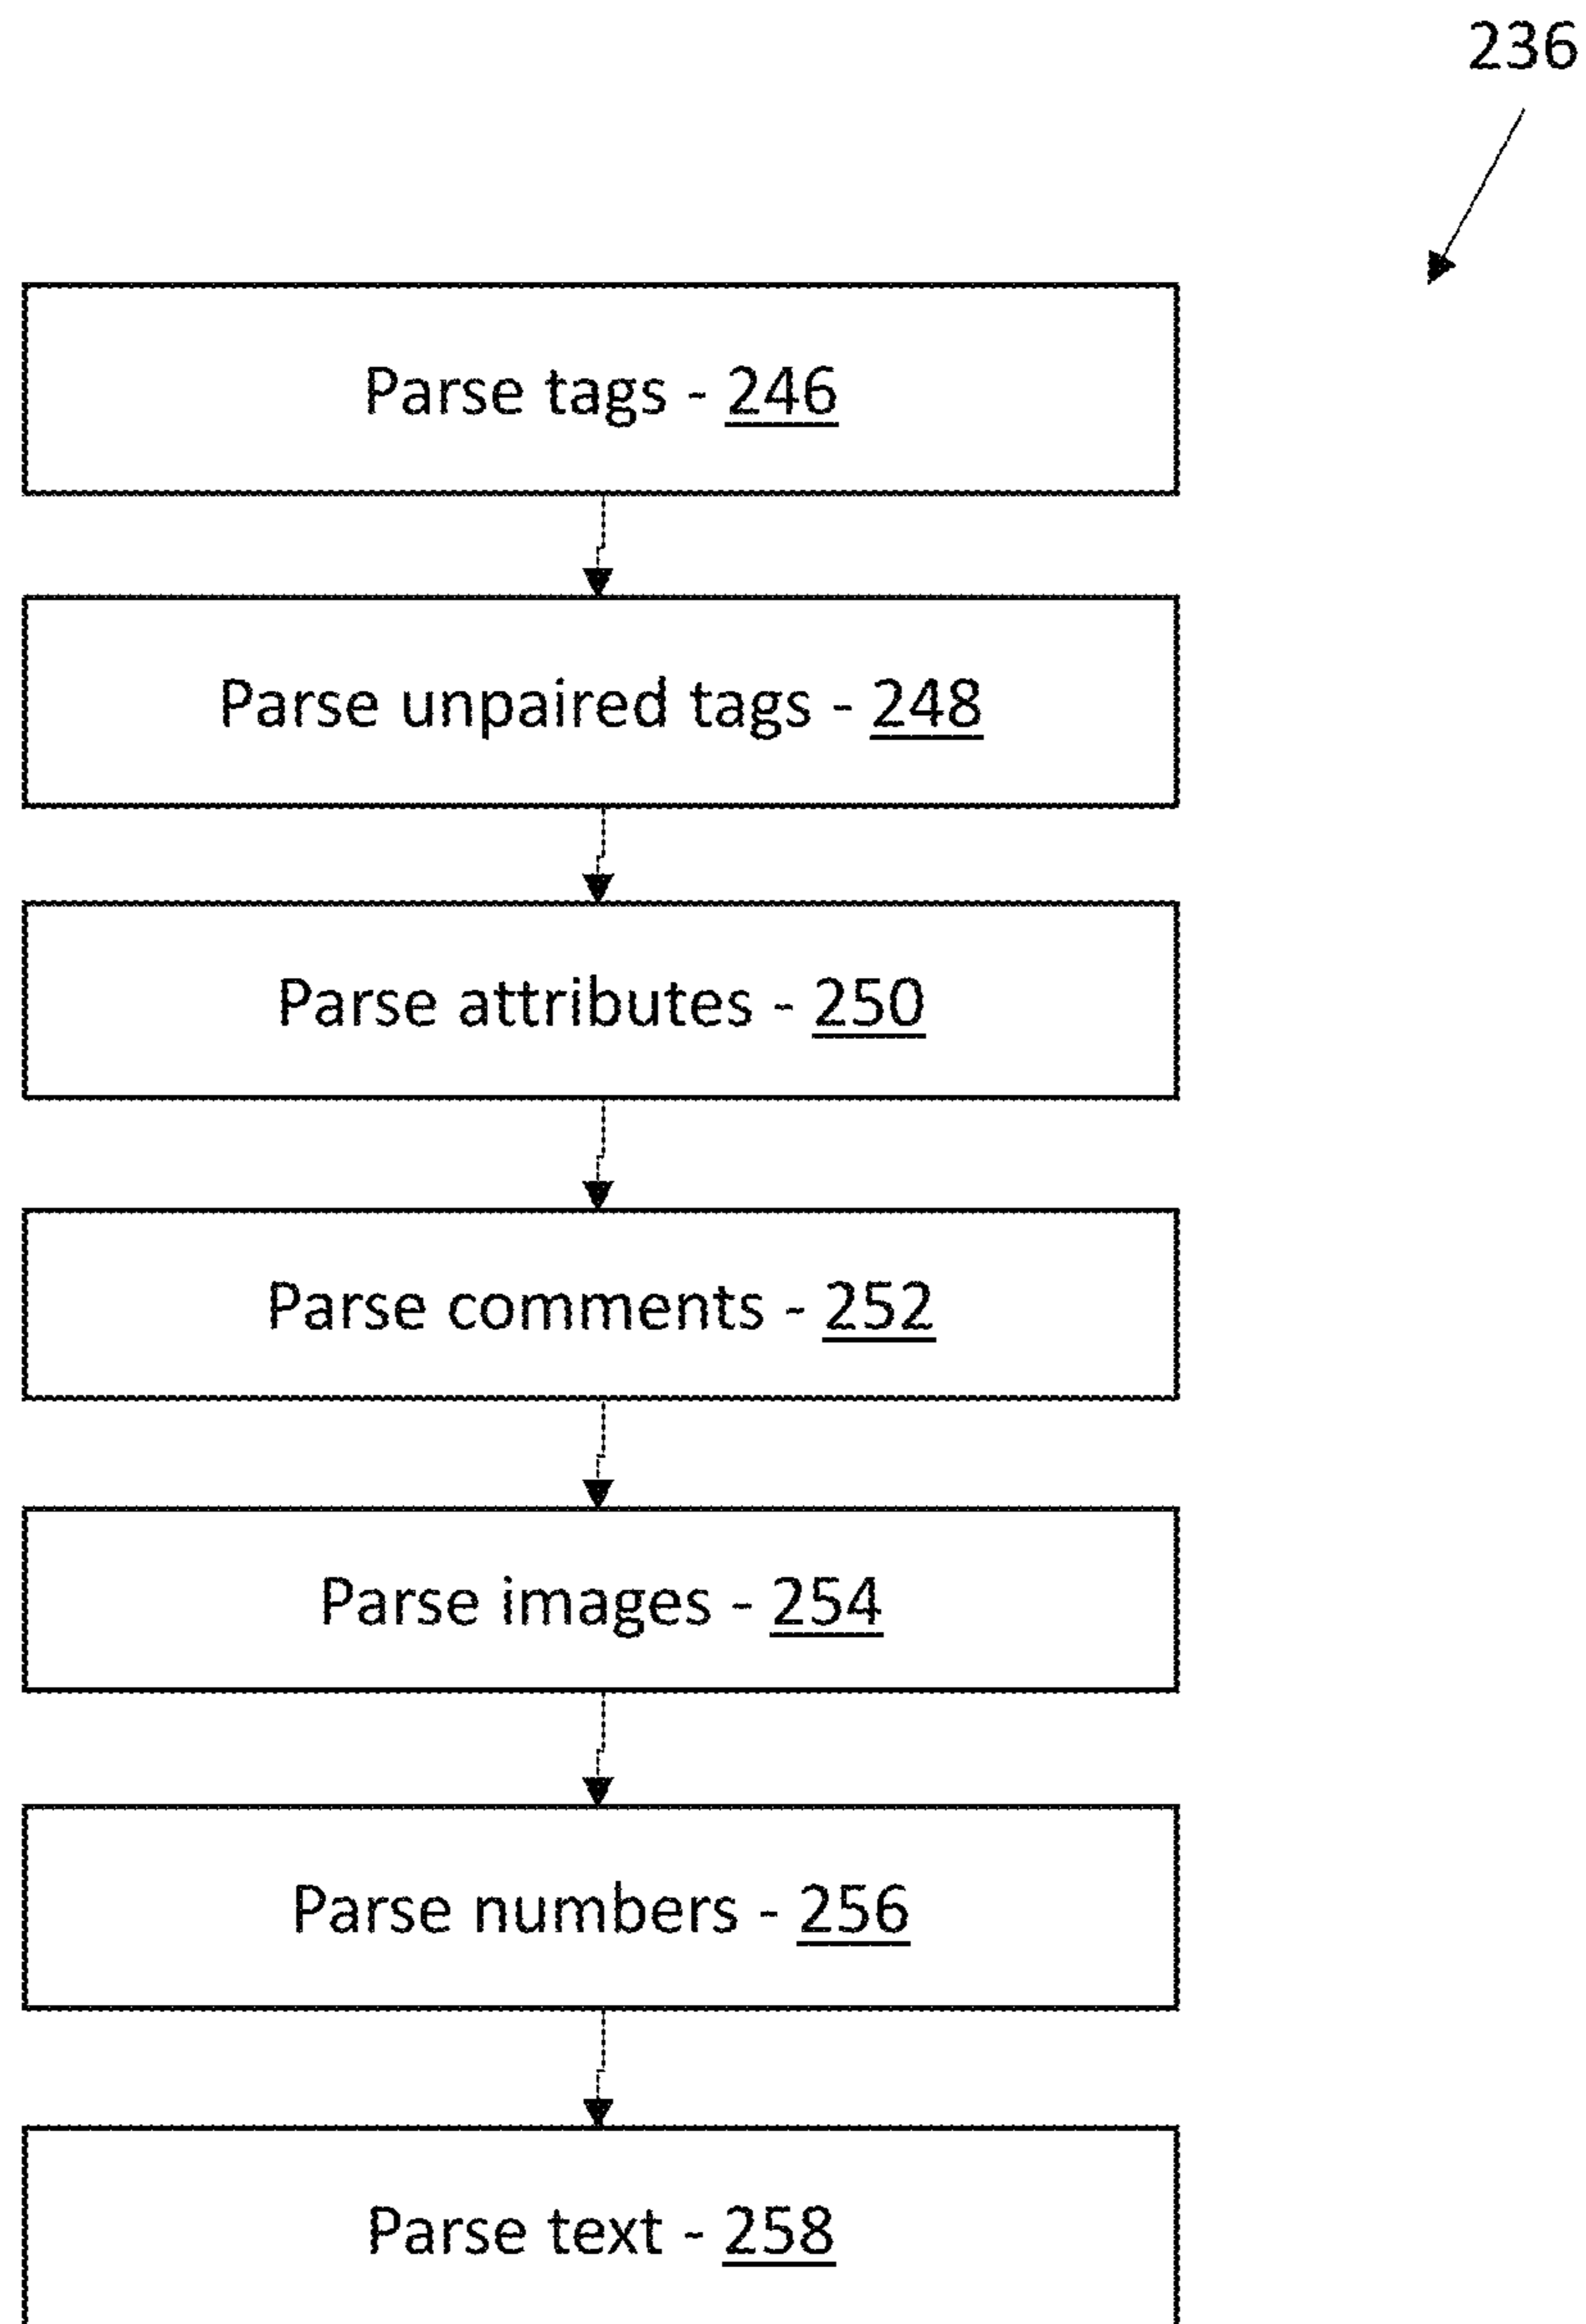 236
Parse tags - 246
Parse unpaired tags - 248
Parse attributes - 250
Parse comments - 252
Parse images - 254
Parse numbers - 256
Parse text - 258